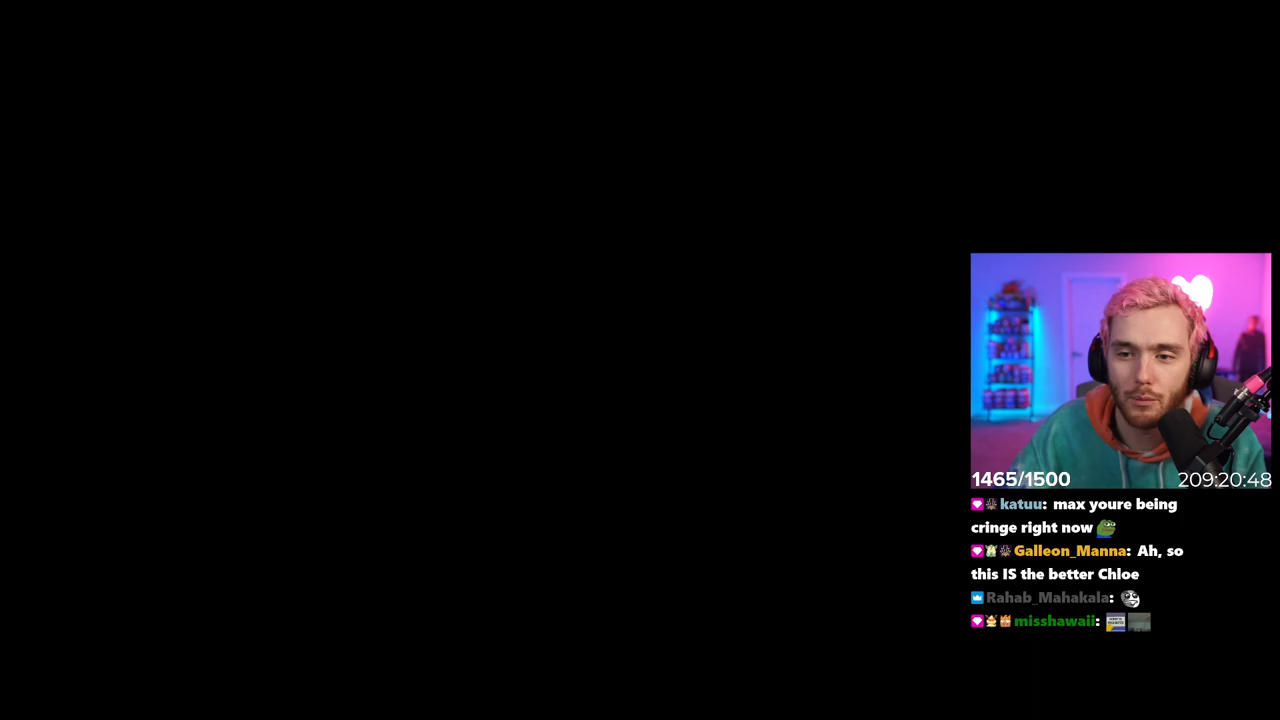 1465/1500 209:20:48
katuu: max youre being
cringe right now
Galleon_Manna: Ah, so
this IS the better Chloe
Rahab_Mahakala:
misshawaii: